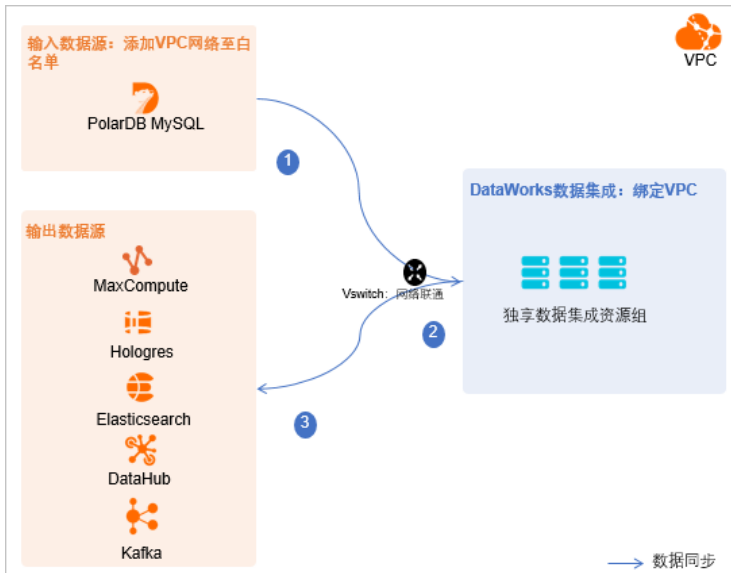 输入数据源：添加VPC网络至白
名单
PolarDB MySQL
VPC
1
DataWorks数据集成：绑定VPC
独享数据集成资源组
Vswitch：网络联通
2
输出数据源
MaxCompute
Hologres
Elasticsearch
DataHub
Kafka
3
数据同步